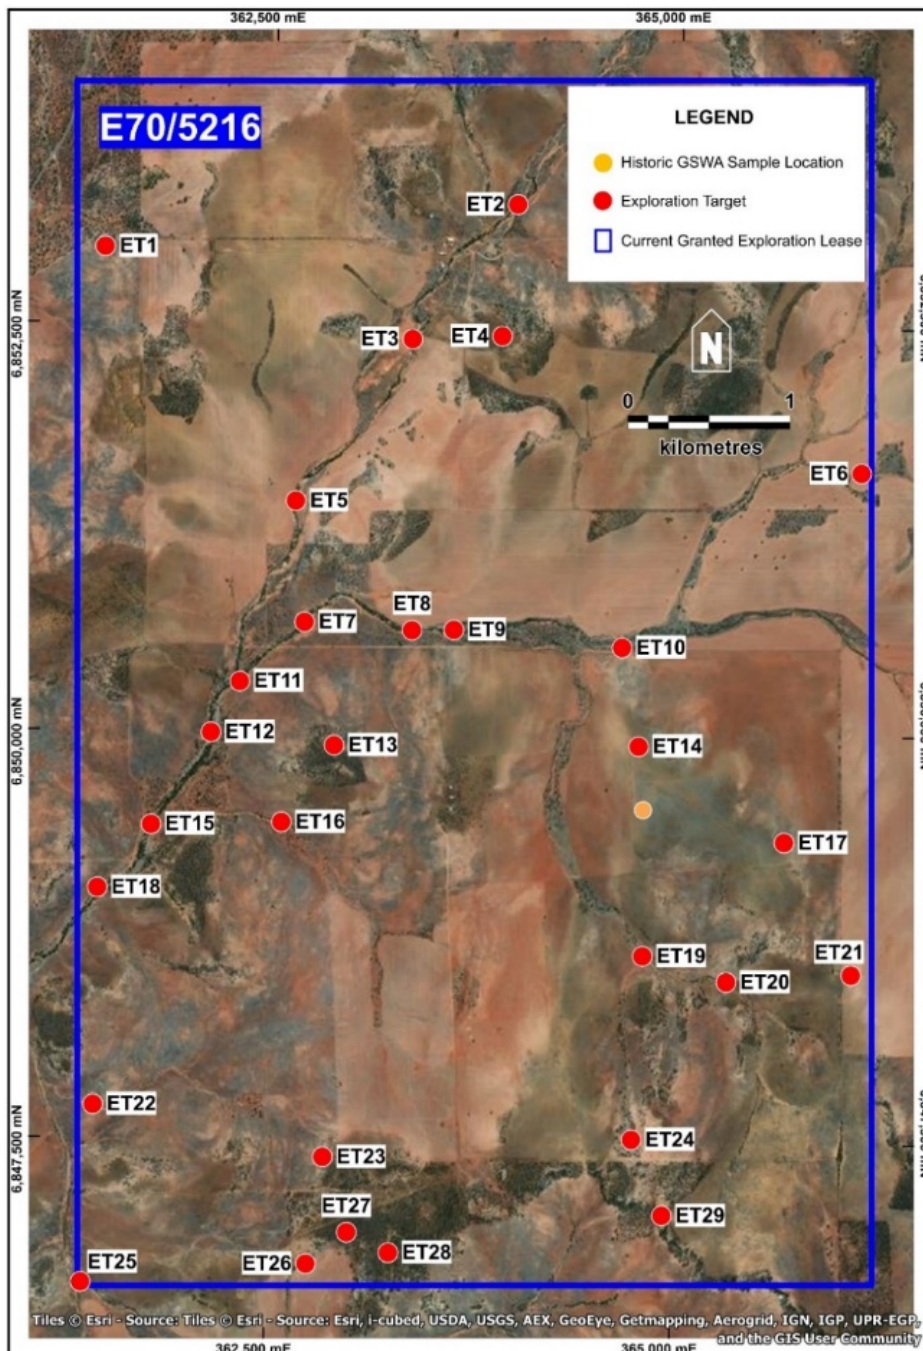 362,500 mE
365,000 mE
E70/5216
LEGEND
Historic GSWA Sample Location
Exploration Target
Current Granted Exploration Lease
ET2
ET1
6,852,500 mN
ET3
ET4
N
0
1
kilometres
ET6
ET5
ET7
ET8
ET9
ET10
ET11
ET12
ET13
ET14
6,850,000 mN
ET15
ET16
ET17
ET18
ET19
ET20
ET21
ET22
6,847,500 mN
ET23
ET24
ET27
ET29
ET28
ET26
ET25
Tiles © Esri - Source: Tiles © Esri - Source: Esri, i-cubed, USDA, USGS, AEX, GeoEye, Getmapping, Aerogrid, IGN, IGP, UPR-EGP,
and the GIS User Community
362,500 mE
365,000 mE